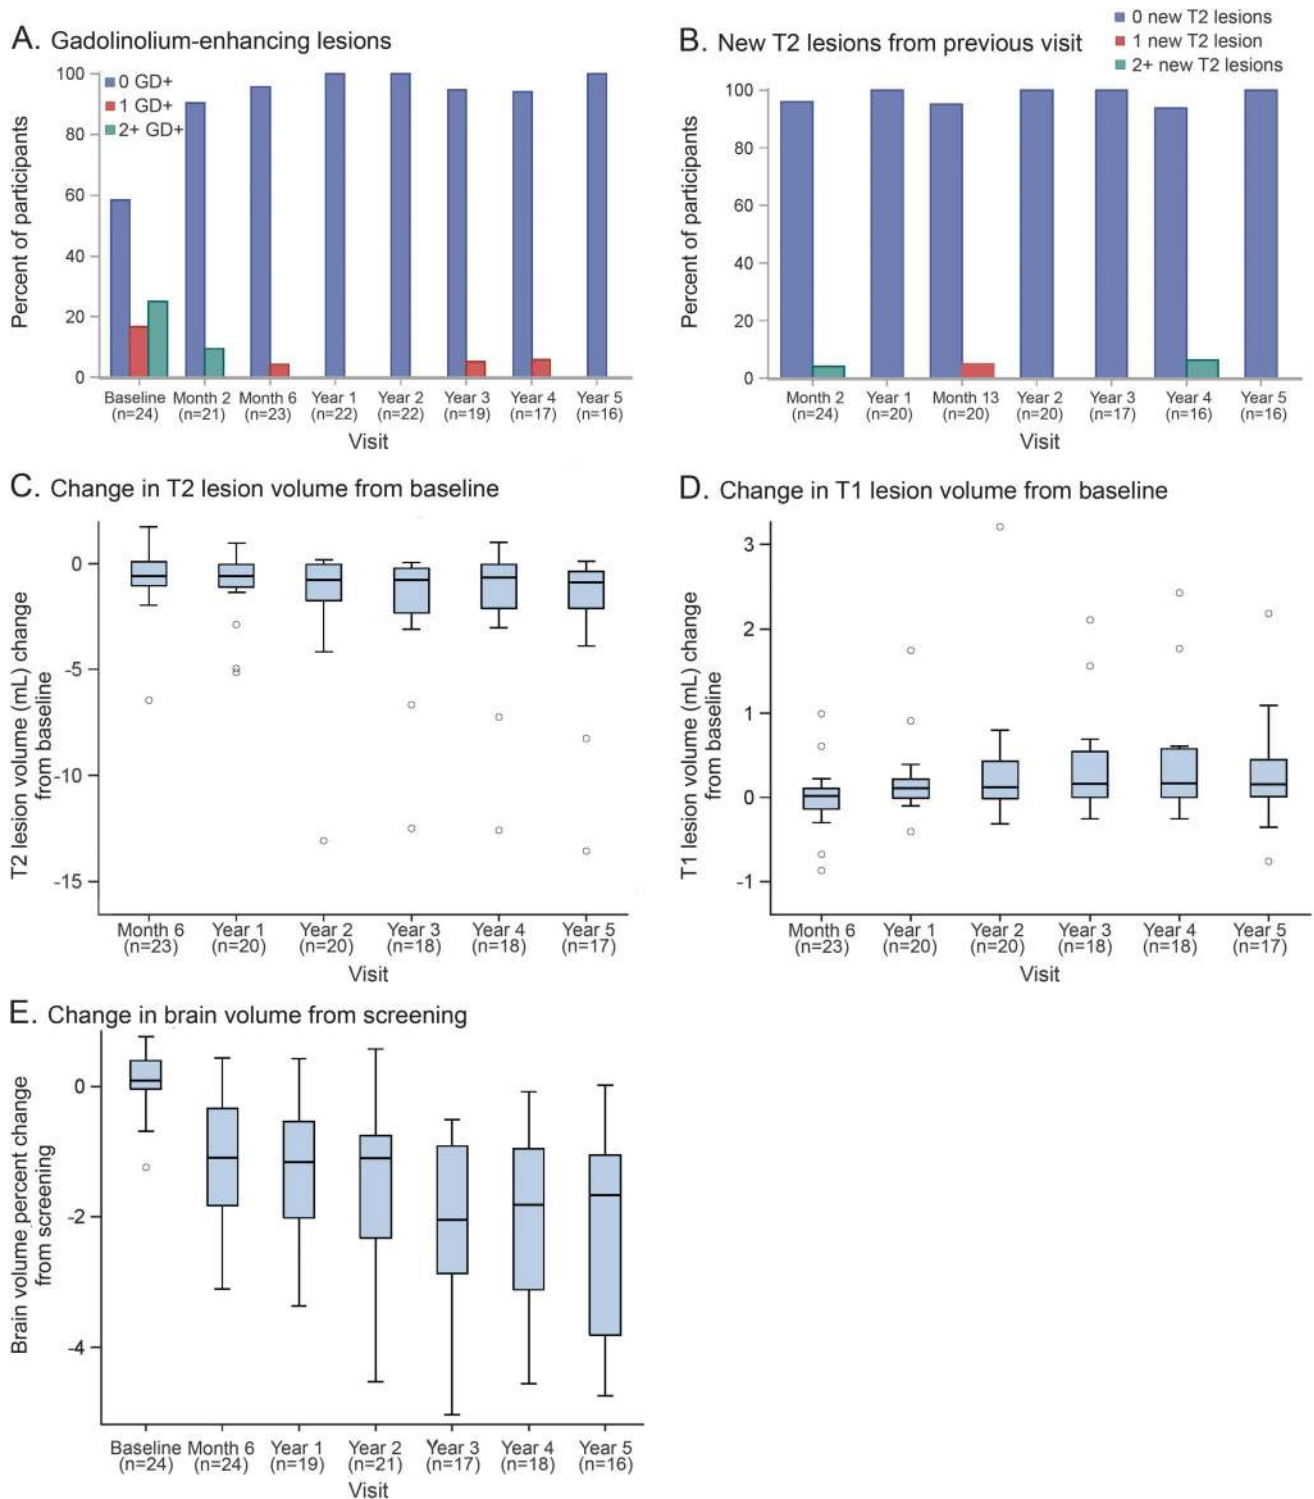 A. Gadolinolium-enhancing lesions
0 GD+
1 GD+
2+ GD+
Percent of participants
100
80
60
40
20
0
Baseline Month 2 Month 6 Year 1 Year 2 Year 3 Year 4 Year 5
(n=24) (n=21) (n=23) (n=22) (n=22) (n=19) (n=17) (n=16)
Visit
B. New T2 lesions from previous visit
0 new T2 lesions
1 new T2 lesion
2+ new T2 lesions
Percent of participants
100
80
60
40
20
0
Month 2 Year 1 Month 13 Year 2 Year 3 Year 4 Year 5
(n=24) (n=20) (n=20) (n=20) (n=17) (n=16) (n=16)
Visit
C. Change in T2 lesion volume from baseline
T2 lesion volume (mL) change
from baseline
0
-5
-10
-15
Month 6 Year 1 Year 2 Year 3 Year 4 Year 5
(n=23) (n=20) (n=20) (n=18) (n=18) (n=17)
Visit
D. Change in T1 lesion volume from baseline
T1 lesion volume (mL) change
from baseline
3
2
1
0
-1
Month 6 Year 1 Year 2 Year 3 Year 4 Year 5
(n=23) (n=20) (n=20) (n=18) (n=18) (n=17)
Visit
E. Change in brain volume from screening
Brain volume percent change
from screening
0
-2
-4
Baseline Month 6 Year 1 Year 2 Year 3 Year 4 Year 5
(n=24) (n=24) (n=19) (n=21) (n=17) (n=18) (n=16)
Visit